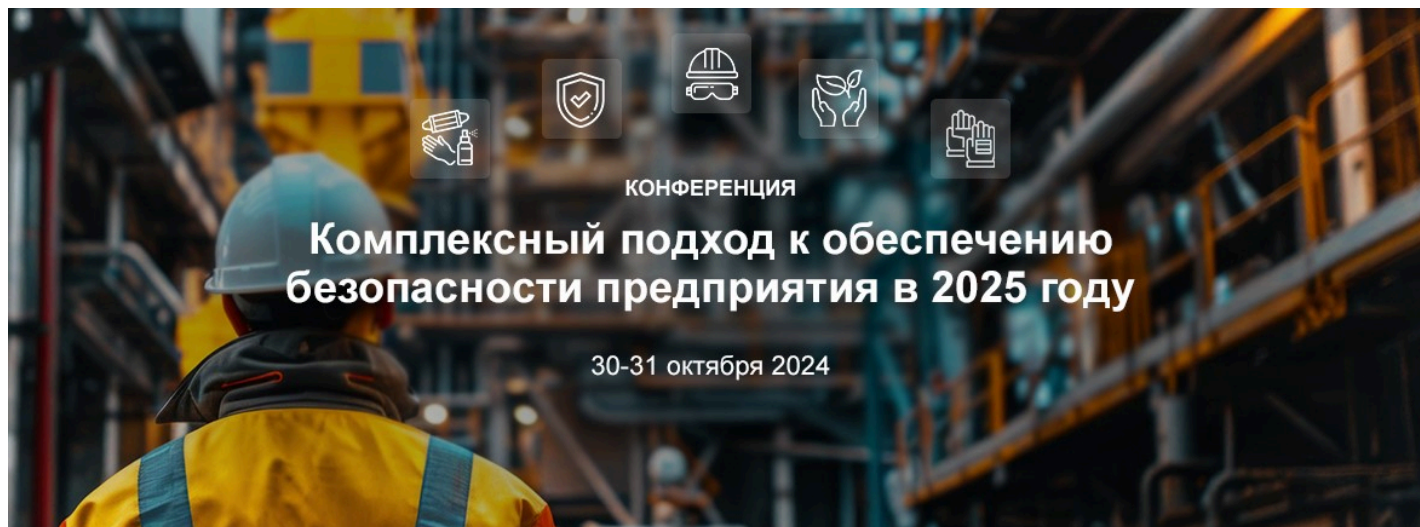 КОНФЕРЕНЦИЯ
Комплексный подход к обеспечению
безопасности предприятия в 2025 году
30-31 октября 2024